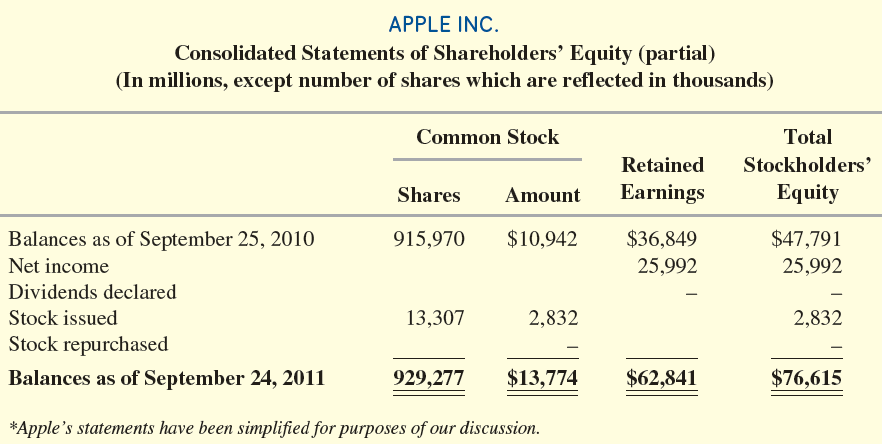 APPLE INC.
Consolidated Statements of Shareholders’ Equity (partial)
(In millions, except number of shares which are reflected in thousands)
Common Stock Total
Retained Stockholders’
Shares Amount Earnings Equity
Balances as of September 25, 2010 915,970 $10,942 $36,849 $47,791
Net income 25,992 25,992
Dividends declared – –
Stock issued 13,307 2,832 2,832
Stock repurchased – –
Balances as of September 24, 2011 929,277 $13,774 $62,841 $76,615
*Apple’s statements have been simplified for purposes of our discussion.